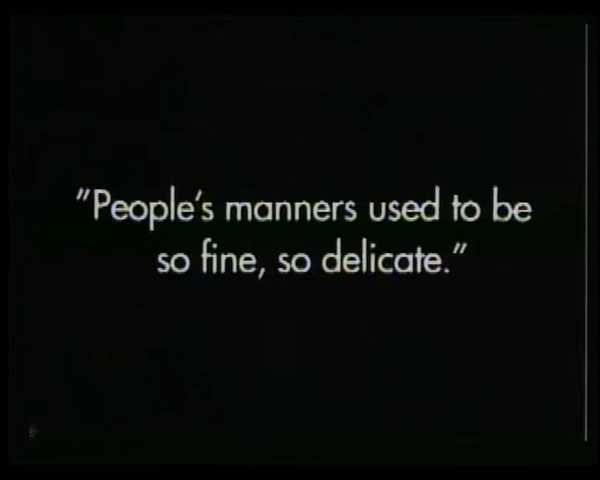 "People's manners used to be
so fine, so delicate."